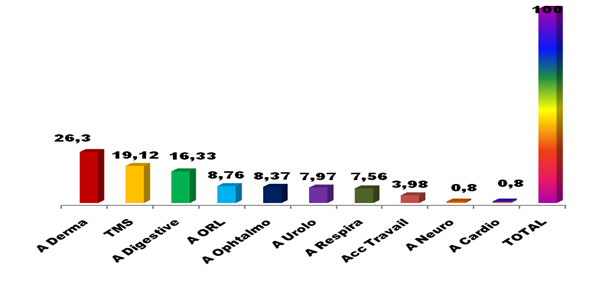 100
26,3
19,12
16,33
8,76
8,37
7,97
7,56
3,98
0,8
0,8
A Derma
TMS
A Digestive
A ORL
A Ophtalmo
A Urolo
A Respira
Acc Travail
A Neuro
A Cardio
TOTAL